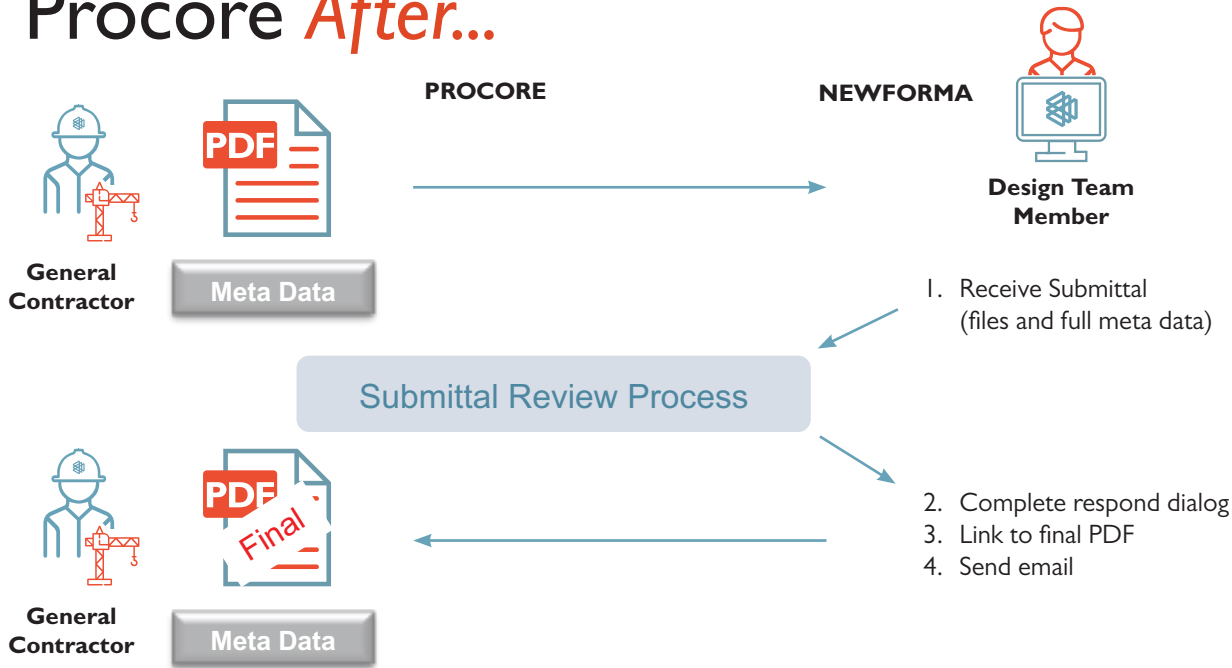 Procore After...
PROCORE
NEWFORMA
PDF
General
Contractor
Meta Data
Design Team
Member
1. Receive Submittal
(files and full meta data)
Submittal Review Process
PDF
Final
2. Complete respond dialog
3. Link to final PDF
4. Send email
General
Contractor
Meta Data